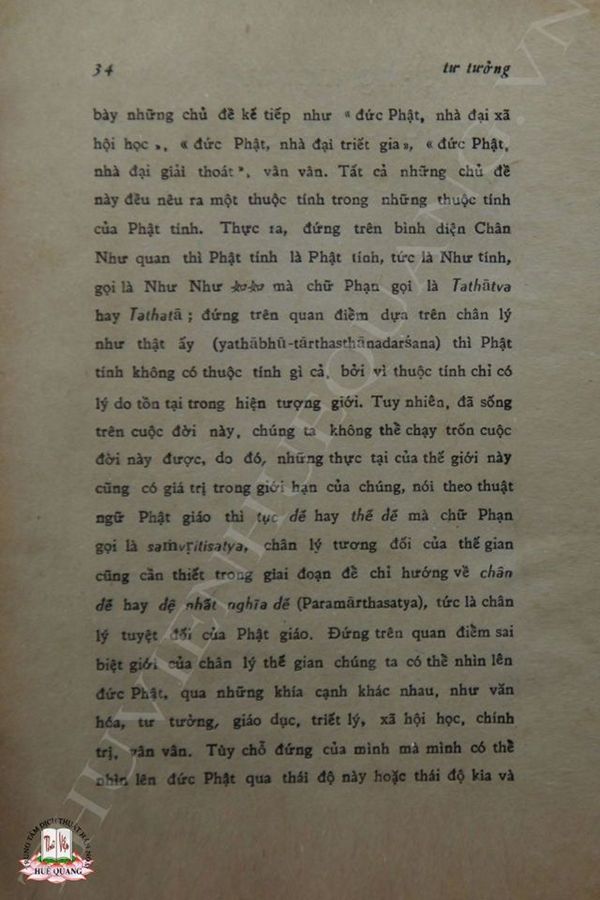 34 tư tưởng
bày những chủ đề kế tiếp như « đức Phật, nhà đại xã
hội học », « đức Phật, nhà đại triết gia», « đức Phật,
nhà đại giải thoát », vân vân. Tất cả những chủ đề
này đều nêu ra một thuộc tính trong những thuộc tính
của Phật tính. Thực ra, đứng trên bình diện Chân
Như quan thì Phật tính là Phật tính, tức là Như tính,
gọi là Như Như mà chữ Phạn gọi là Tathātva
hay Tathatā ; đứng trên quan điểm dựa trên chân lý
như thật ấy (yathābhū-tārthasthānadarśana) thì Phật
tính không có thuộc tính gì cả, bởi vì thuộc tính chỉ có
lý do tồn tại trong hiện tượng giới. Tuy nhiên, đã sống
trên cuộc đời này, chúng ta không thể chạy trốn cuộc
đời này được, do đó, những thực tại của thế giới này
cũng có giá trị trong giới hạn của chúng, nói theo thuật
ngữ Phật giáo thì tục đế hay thế đế mà chữ Phạn
gọi là saṁvṛitisatya, chân lý tương đối của thế gian
cũng cần thiết trong giai đoạn để chỉ hướng về chân
đế hay đệ nhất nghĩa đế (Paramārthasatya), tức là chân
lý tuyệt đối của Phật giáo. Đứng trên quan điểm sai
biệt giới của chân lý thế gian chúng ta có thể nhìn lên
đức Phật, qua những khía cạnh khác nhau, như văn
hóa, tư tưởng, giáo dục, triết lý, xã hội học, chính
trị, vân vân. Tùy chỗ đứng của mình mà mình có thể
nhìn lên đức Phật qua thái độ này hoặc thái độ kia và
TRUNG TÂM DỊCH THUẬT HÁN NÔM
Thư Viện
HUỆ QUANG
THUVIENHUEQUANG.VN